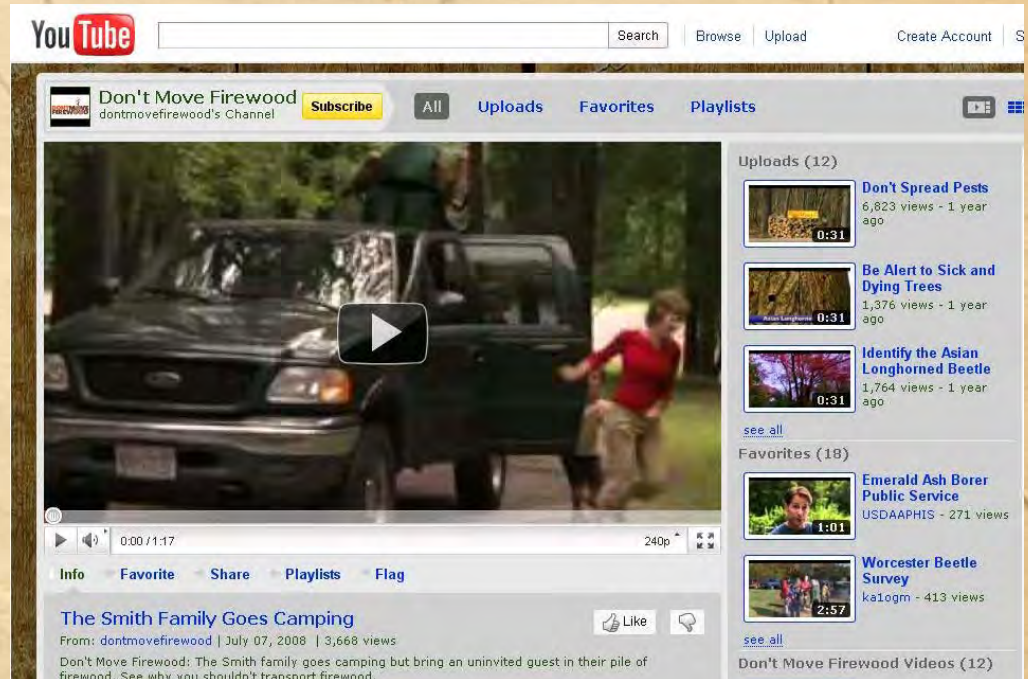 You Tube
Search
Browse
Upload
Create Account
S
Don't Move Firewood
dontmovefirewood's Channel
Subscribe
All
Uploads
Favorites
Playlists
0:00 / 1:17
240p
Info
Favorite
Share
Playlists
Flag
The Smith Family Goes Camping
Like
From: dontmovefirewood | July 07, 2008 | 3,668 views
Don't Move Firewood: The Smith family goes camping but bring an uninvited guest in their pile of
firewood. See why you shouldn't transport firewood.
Uploads (12)
0:31
Don't Spread Pests
6,823 views - 1 year
ago
0:31
Be Alert to Sick and
Dying Trees
1,376 views - 1 year
ago
0:31
Identify the Asian
Longhorned Beetle
1,764 views - 1 year
ago
see all
Favorites (18)
1:01
Emerald Ash Borer
Public Service
USDAAPHIS - 271 views
2:57
Worcester Beetle
Survey
ka1ogm - 413 views
see all
Don't Move Firewood Videos (12)